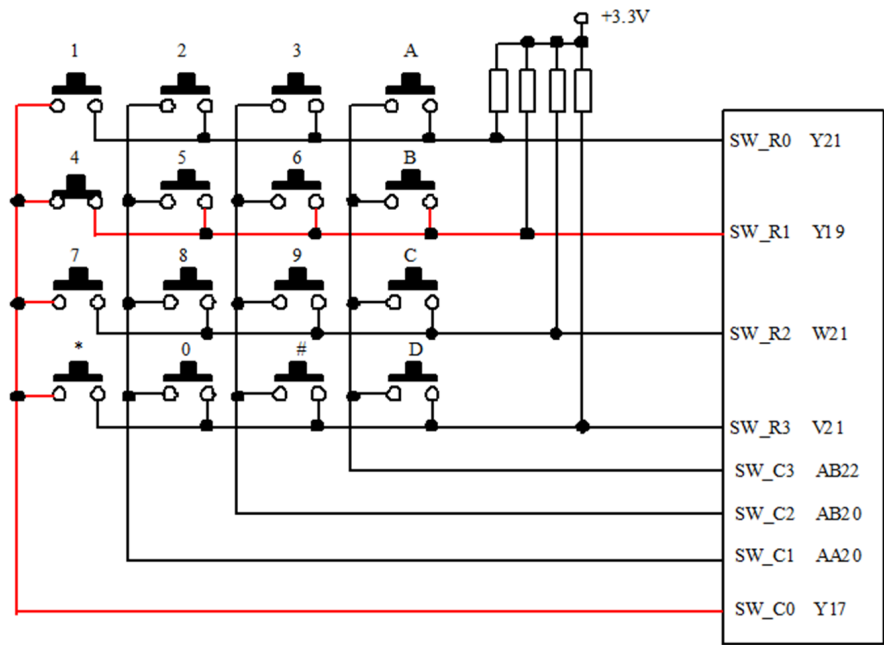 +3.3V
1 2 3 A
SW_R0 Y21
4 5 6 B
SW_R1 Y19
7 8 9 C
SW_R2 W21
* 0 # D
SW_R3 V21
SW_C3 AB22
SW_C2 AB20
SW_C1 AA20
SW_C0 Y17